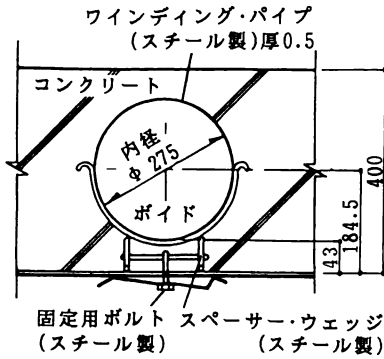 ワインディング･パイプ
(スチール製)厚0.5
コンクリート
内径
φ275
ボイド
400
184.5
43
固定用ボルト
(スチール製)
スペーサー･ウェッジ
(スチール製)